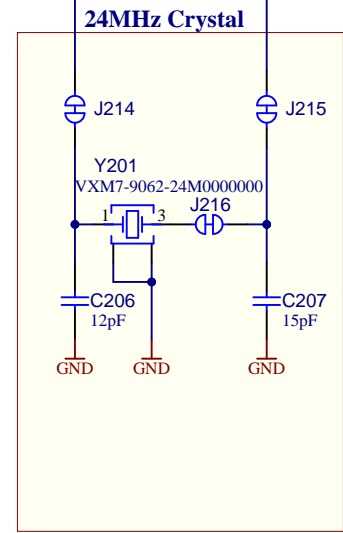 24MHz Crystal
J214
J215
Y201
VXM7-9062-24M0000000
J216
1
3
C206
12pF
C207
15pF
GND
GND
GND